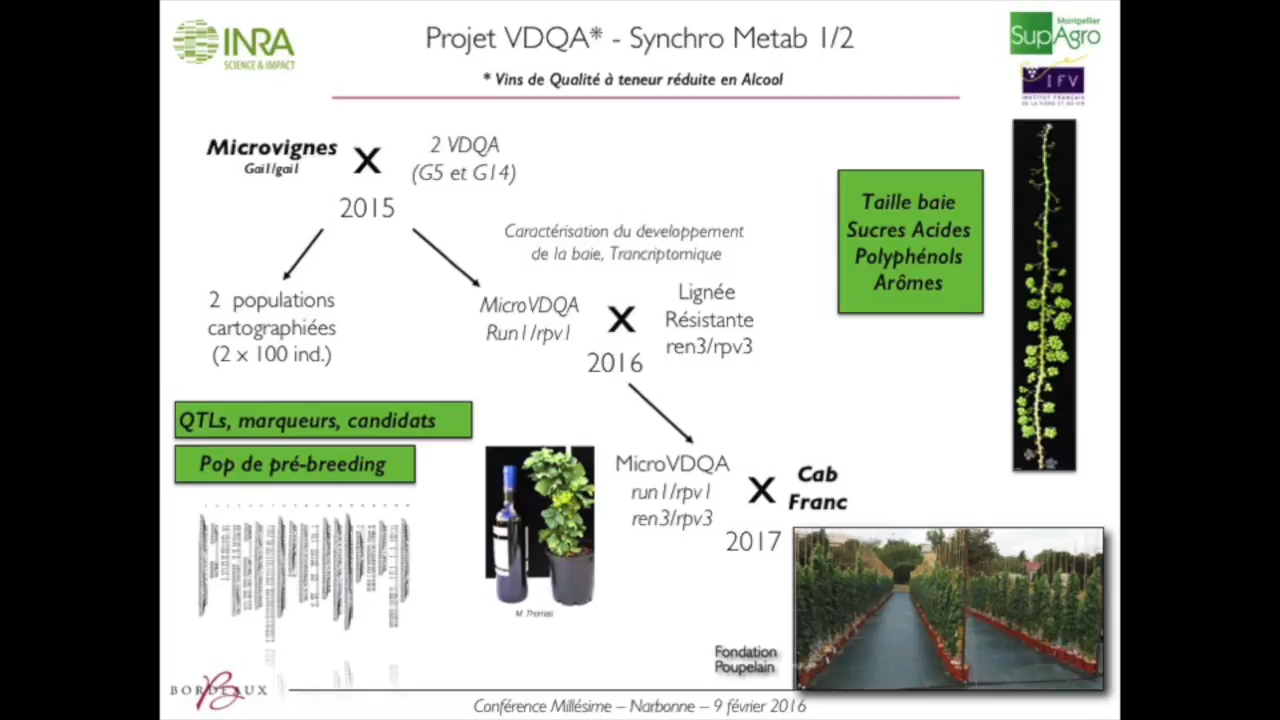 INRA
SCIENCE & IMPACT
Projet VDQA* - Synchro Metab 1/2
* Vins de Qualité à teneur réduite en Alcool
Montpellier
SupAgro
IFV
INSTITUT FRANÇAIS
DE LA VIGNE ET DU VIN
Microvignes
Gai1/gai1
X
2 VDQA
(G5 et G14)
2015
Caractérisation du developpement
de la baie, Trancriptomique
Taille baie
Sucres Acides
Polyphénols
Arômes
2 populations
cartographiées
(2 x 100 ind.)
MicroVDQA
Run1/rpv1
X
Lignée
Résistante
ren3/rpv3
2016
QTLs, marqueurs, candidats
Pop de pré-breeding
MicroVDQA
run1/rpv1
ren3/rpv3
X
Cab
Franc
2017
M. Thomas
Fondation
Poupelain
BORDEAUX
Conférence Millésime – Narbonne – 9 février 2016